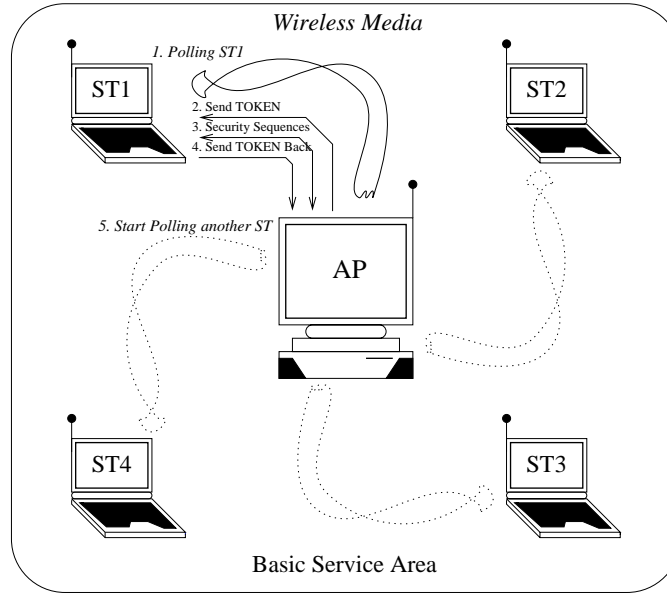 Wireless Media
1. Polling ST1
ST1
ST2
2. Send TOKEN
3. Security Sequences
4. Send TOKEN Back
5. Start Polling another ST
AP
ST4
ST3
Basic Service Area